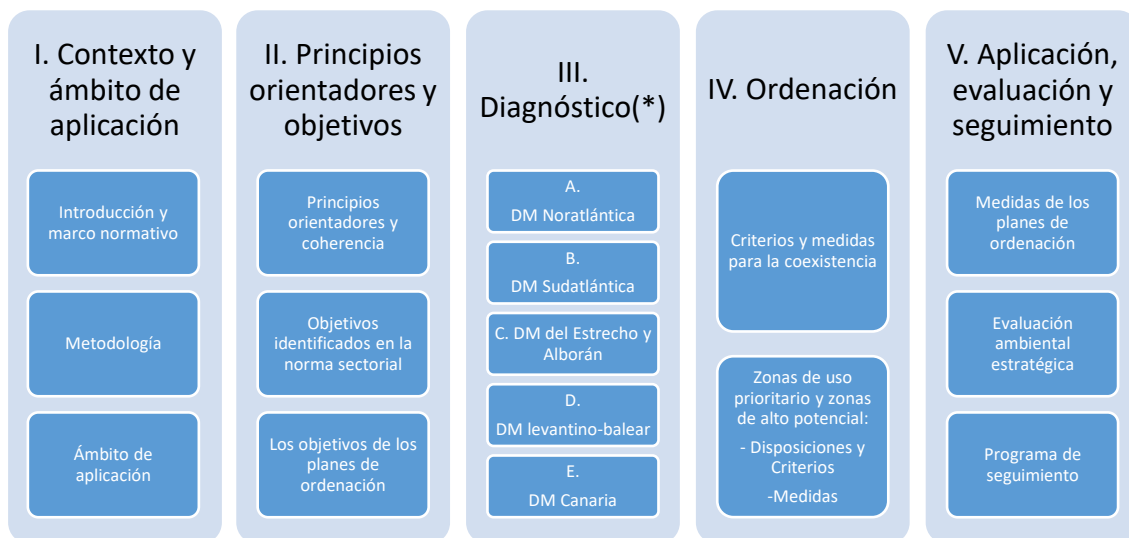 I. Contexto y
ámbito de
aplicación
Introducción y
marco normativo
Metodología
Ámbito de
aplicación
II. Principios
orientadores y
objetivos
Principios
orientadores y
coherencia
Objetivos
identificados en la
norma sectorial
Los objetivos de los
planes de
ordenación
III.
Diagnóstico(*)
A.
DM Noratlántica
B.
DM Sudatlántica
C. DM del Estrecho y
Alborán
D.
DM levantino-balear
E.
DM Canaria
IV. Ordenación
Criterios y medidas
para la coexistencia
Zonas de uso
prioritario y zonas
de alto potencial:
- Disposiciones y
Criterios
-Medidas
V. Aplicación,
evaluación y
seguimiento
Medidas de los
planes de
ordenación
Evaluación
ambiental
estratégica
Programa de
seguimiento